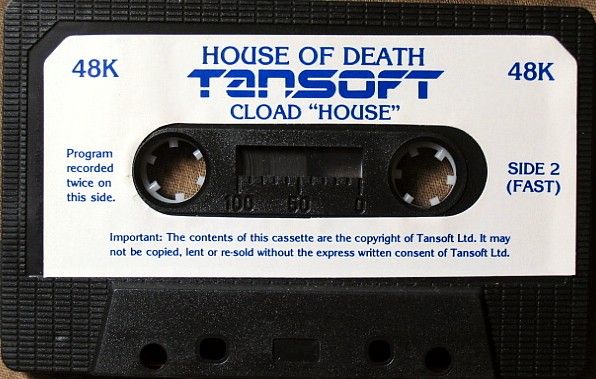 HOUSE OF DEATH
48K TANSOFT 48K
CLOAD “HOUSE”
Program
recorded
twice on
this side.
SIDE 2
(FAST)
100 50 0
Important: The contents of this cassette are the copyright of Tansoft Ltd. It may
not be copied, lent or re-sold without the express written consent of Tansoft Ltd.